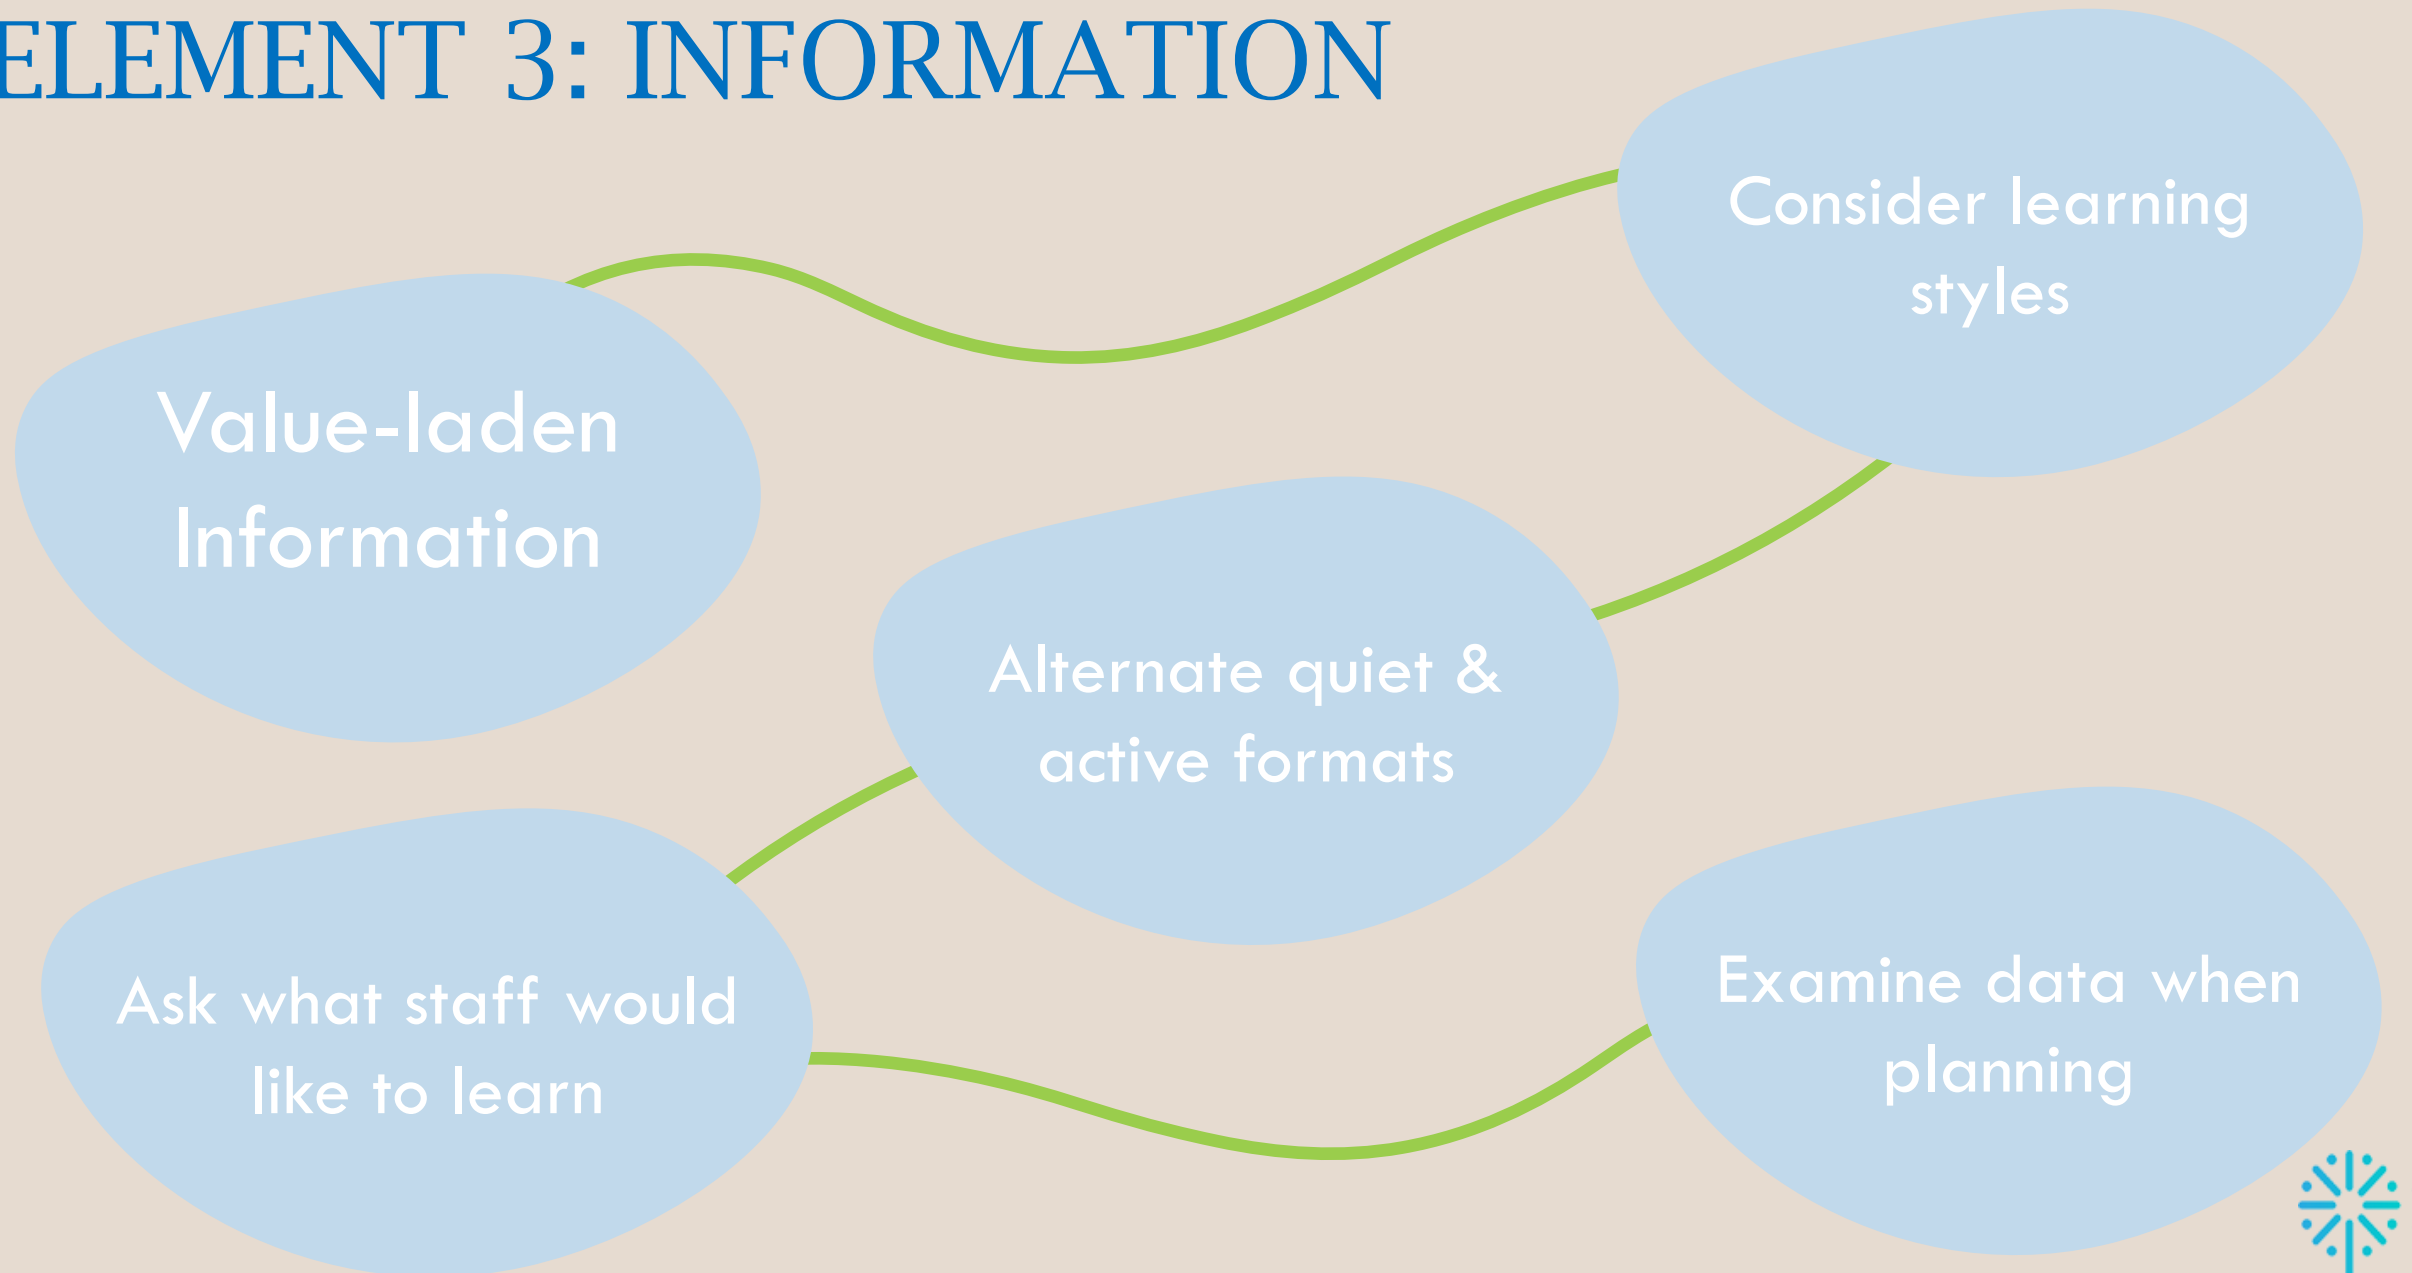 ELEMENT 3: INFORMATION
Value-laden
Information
Consider learning
styles
Alternate quiet &
active formats
Ask what staff would
like to learn
Examine data when
planning